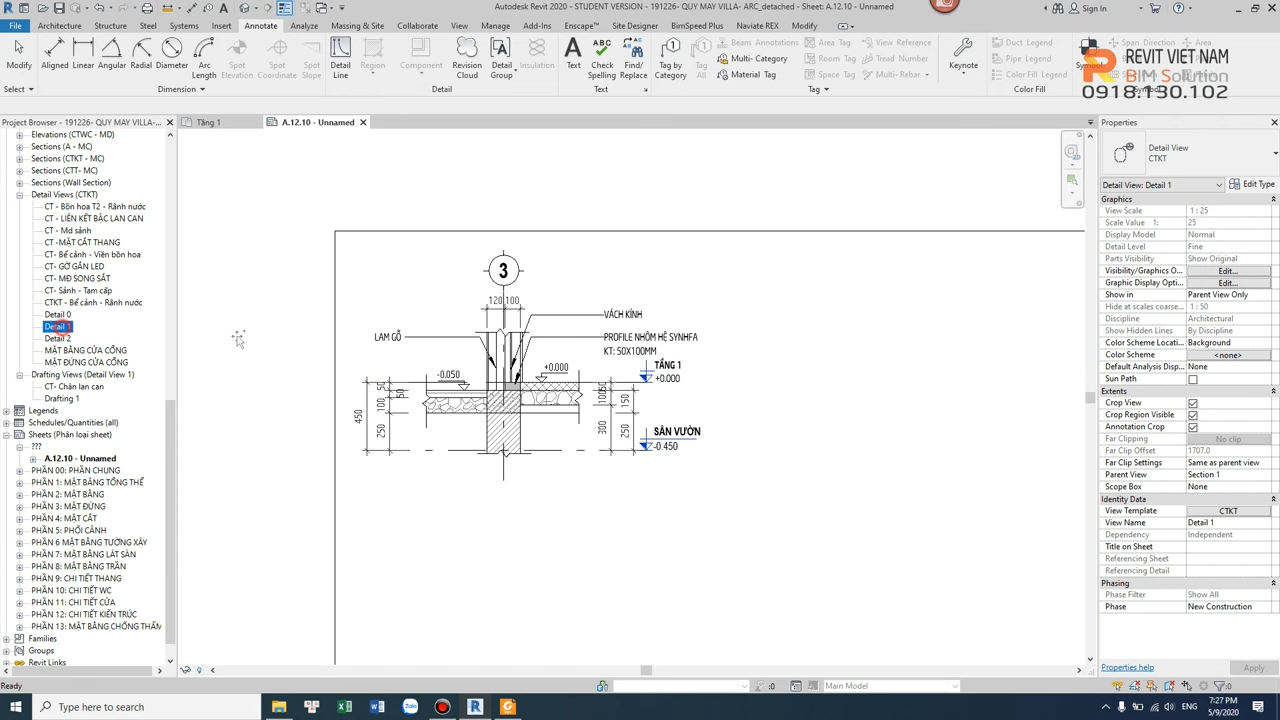 Autodesk Revit 2020 - STUDENT VERSION - 191226- QUY MAY VILLA- ARC_detached - Sheet: A.12.10 - Unnamed
Sign In
File
Architecture
Structure
Steel
Systems
Insert
Annotate
Analyze
Massing & Site
Collaborate
View
Manage
Add-Ins
Enscape™
Site Designer
BimSpeed Plus
Naviate REX
Modify
Modify
Aligned
Linear
Angular
Radial
Diameter
Arc
Length
Spot
Elevation
Spot
Coordinate
Spot
Slope
Detail
Line
Region
Component
Revision
Cloud
Detail
Group
Insulation
Text
Check
Spelling
Find/
Replace
Tag by
Category
Tag
All
Beam Annotations
Multi- Category
Material Tag
Area Tag
Room Tag
Space Tag
View Reference
Tread Number
Multi- Rebar
Keynote
Duct Legend
Pipe Legend
Color Fill Legend
Span Direction
Select
Dimension
Detail
Text
Tag
Color Fill
REVIT VIET NAM
BIM Solution
0918.130.102
Project Browser - 191226- QUY MAY VILLA-...
Tầng 1
A.12.10 - Unnamed
Properties
Elevations (CTWC - MD)
Sections (A - MC)
Sections (CTKT - MC)
Sections (CTT- MC)
Sections (Wall Section)
Detail Views (CTKT)
CT - Bồn hoa T2 - Rãnh nước
CT - LIÊN KẾT BẬC LAN CAN
CT - Md sảnh
CT -MẶT CẮT THANG
CT- Bể cảnh - Viền bồn hoa
CT- GỜ GẮN LED
CT- MĐ SONG SẮT
CT- Sảnh - Tam cấp
CTKT - Bể cảnh - Rãnh nước
Detail 0
Detail 1
Detail 2
MẶT BẰNG CỬA CỔNG
MẶT ĐỨNG CỬA CỔNG
Drafting Views (Detail View 1)
CT- Chân lan can
Drafting 1
Legends
Schedules/Quantities (all)
Sheets (Phân loại sheet)
???
A.12.10 - Unnamed
PHẦN 00: PHẦN CHUNG
PHẦN 1: MẶT BẰNG TỔNG THỂ
PHẦN 2: MẶT BẰNG
PHẦN 3: MẶT ĐỨNG
PHẦN 4: MẶT CẮT
PHẦN 5: PHỐI CẢNH
PHẦN 6 MẶT BẰNG TƯỜNG XÂY
PHẦN 7: MẶT BẰNG LÁT SÀN
PHẦN 8: MẶT BẰNG TRẦN
PHẦN 9: CHI TIẾT THANG
PHẦN 10: CHI TIẾT WC
PHẦN 11: CHI TIẾT CỬA
PHẦN 12: CHI TIẾT KIẾN TRÚC
PHẦN 13: MẶT BẰNG CHỐNG THẤM
Families
Groups
Revit Links
3
120 100
VÁCH KÍNH
LAM GỖ
PROFILE NHÔM HỆ SYNHFA
KT: 50X100MM
-0.050
+0.000
TẦNG 1
+0.000
50
50
100
450
250
100
50
150
300
250
SÂN VƯỜN
-0.450
Detail View
CTKT
Detail View: Detail 1
Edit Type
Graphics
View Scale 1 : 25
Scale Value 1: 25
Display Model Normal
Detail Level Fine
Parts Visibility Show Original
Visibility/Graphics O... Edit...
Graphic Display Opti... Edit...
Show in Parent View Only
Hide at scales coarse... 1 : 50
Discipline Architectural
Show Hidden Lines By Discipline
Color Scheme Locati... Background
Color Scheme <none>
Default Analysis Disp... None
Sun Path
Extents
Crop View
Crop Region Visible
Annotation Crop
Far Clipping No clip
Far Clip Offset 1707.0
Far Clip Settings Same as parent view
Parent View Section 1
Scope Box None
Identity Data
View Template CTKT
View Name Detail 1
Dependency Independent
Title on Sheet
Referencing Sheet
Referencing Detail
Phasing
Phase Filter Show All
Phase New Construction
Properties help
Apply
Ready
:0
Main Model
:0
Type here to search
7:27 PM
5/9/2020